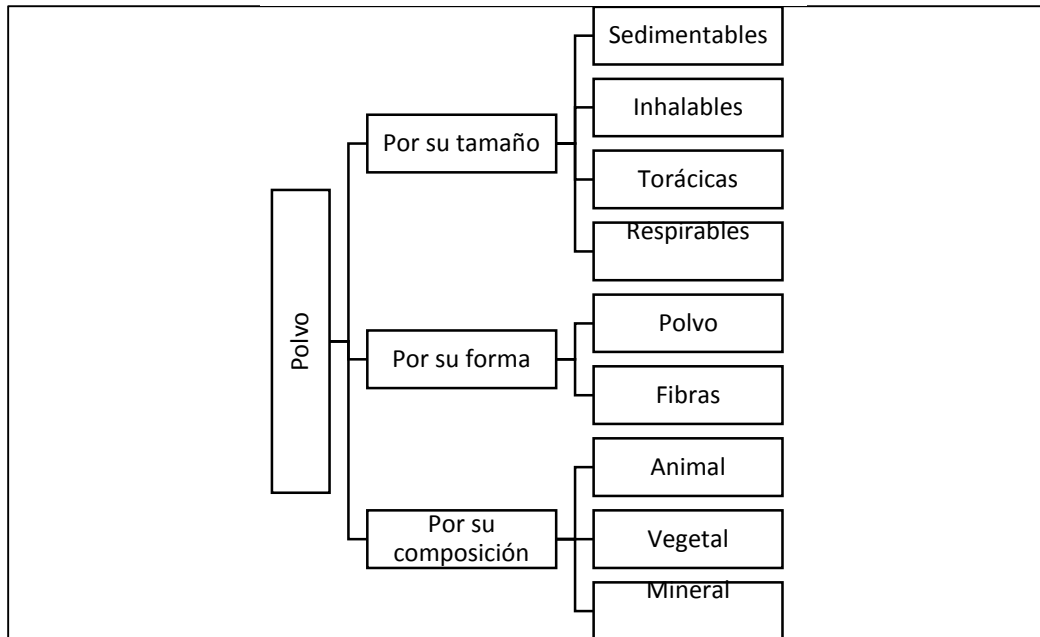 Polvo
Por su tamaño
Sedimentables
Inhalables
Torácicas
Respirables
Por su forma
Polvo
Fibras
Por su
composición
Animal
Vegetal
Mineral